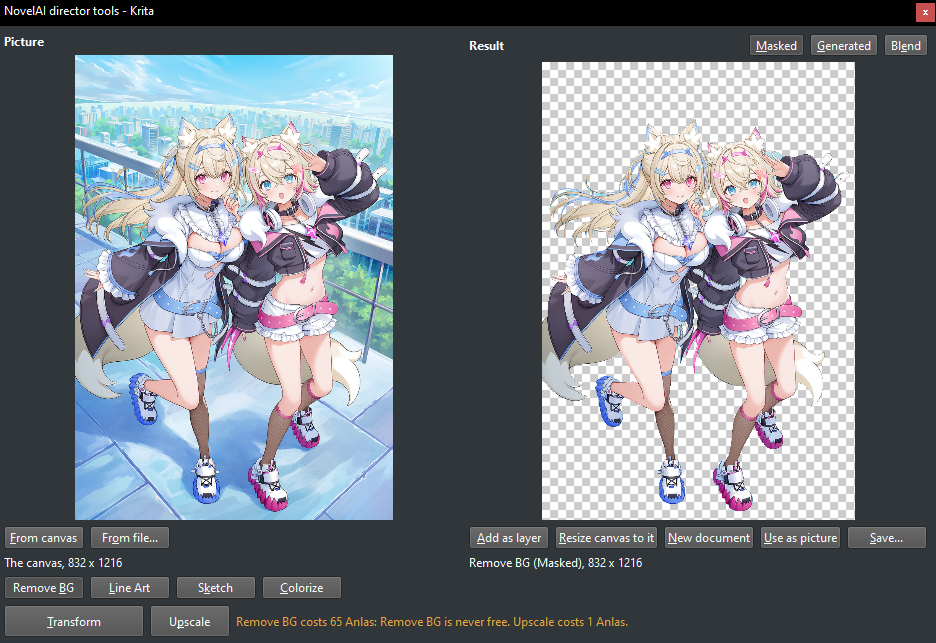 NovelAI director tools - Krita
x
Picture
Result
Masked
Generated
Blend
From canvas
From file...
Add as layer
Resize canvas to it
New document
Use as picture
Save...
The canvas, 832 x 1216
Remove BG (Masked), 832 x 1216
Remove BG
Line Art
Sketch
Colorize
Transform
Upscale
Remove BG costs 65 Anlas: Remove BG is never free. Upscale costs 1 Anlas.